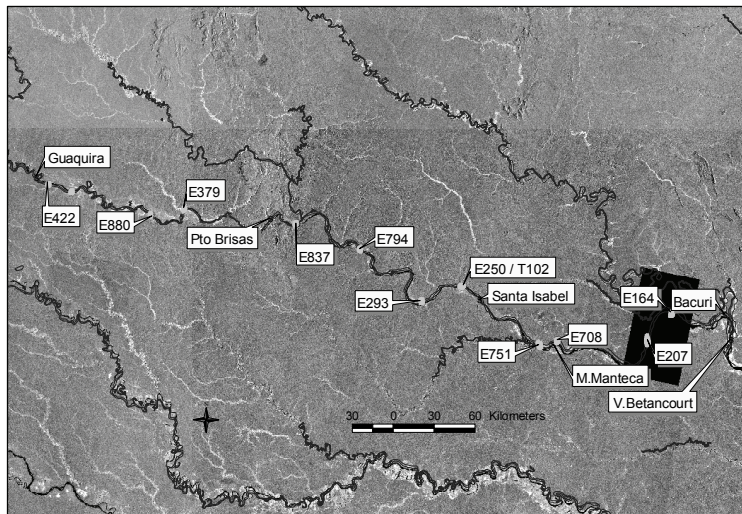 Guaquira
E379
E422
E880
Pto Brisas
E837
E794
E250 / T102
E293
Santa Isabel
E164
Bacuri
E708
E751
E207
M.Manteca
V.Betancourt
30 0 30 60 Kilometers